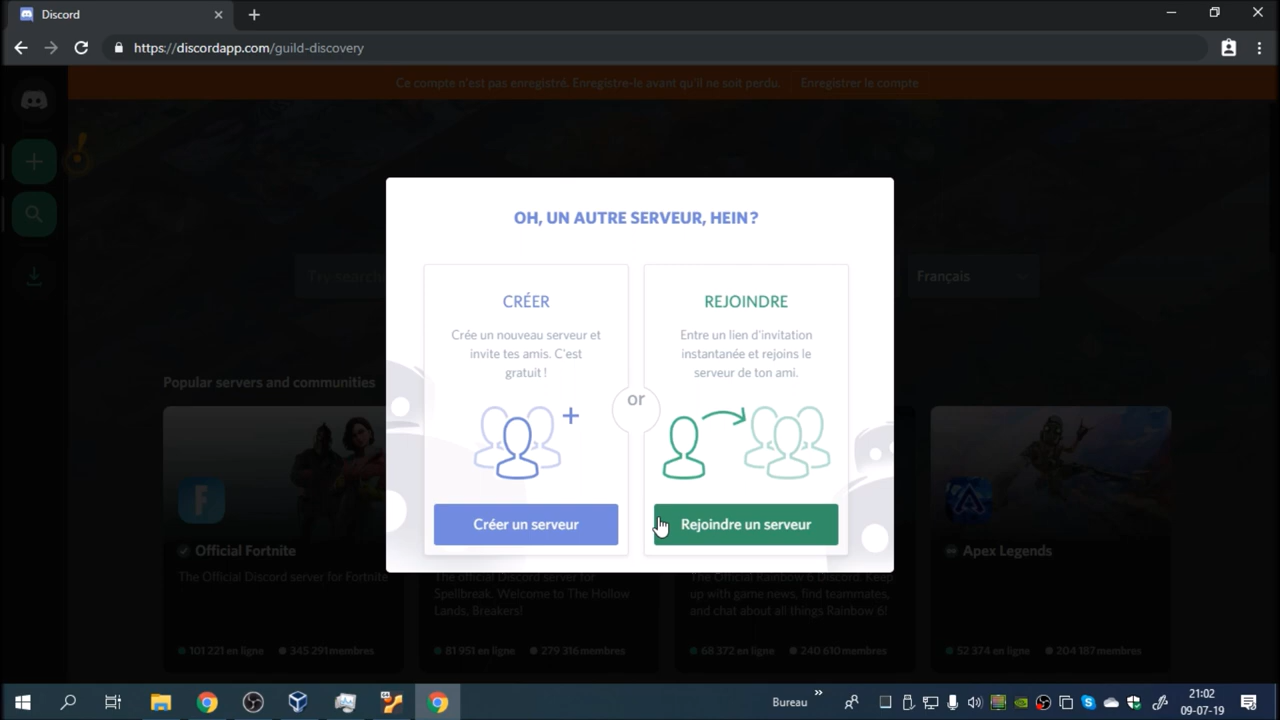 Discord
https://discordapp.com/guild-discovery
Ce compte n'est pas enregistré. Enregistre-le avant qu'il ne soit perdu. Enregistrer le compte
OH, UN AUTRE SERVEUR, HEIN ?
Try searchi
Français
CRÉER
Crée un nouveau serveur et
invite tes amis. C'est
gratuit !
or
REJOINDRE
Entre un lien d'invitation
instantanée et rejoins le
serveur de ton ami.
Créer un serveur
Rejoindre un serveur
Popular servers and communities
Official Fortnite
The Official Discord server for Fortnite
101 221 en ligne 345 291 membres
The official Discord server for
Spellbreak. Welcome to The Hollow
Lands, Breakers!
81 951 en ligne 279 316 membres
The Official Rainbow 6 Discord. Keep
up with game news, find teammates,
and chat about all things Rainbow 6!
68 372 en ligne 240 610 membres
Apex Legends
52 374 en ligne 204 187 membres
Bureau
21:02
09-07-19